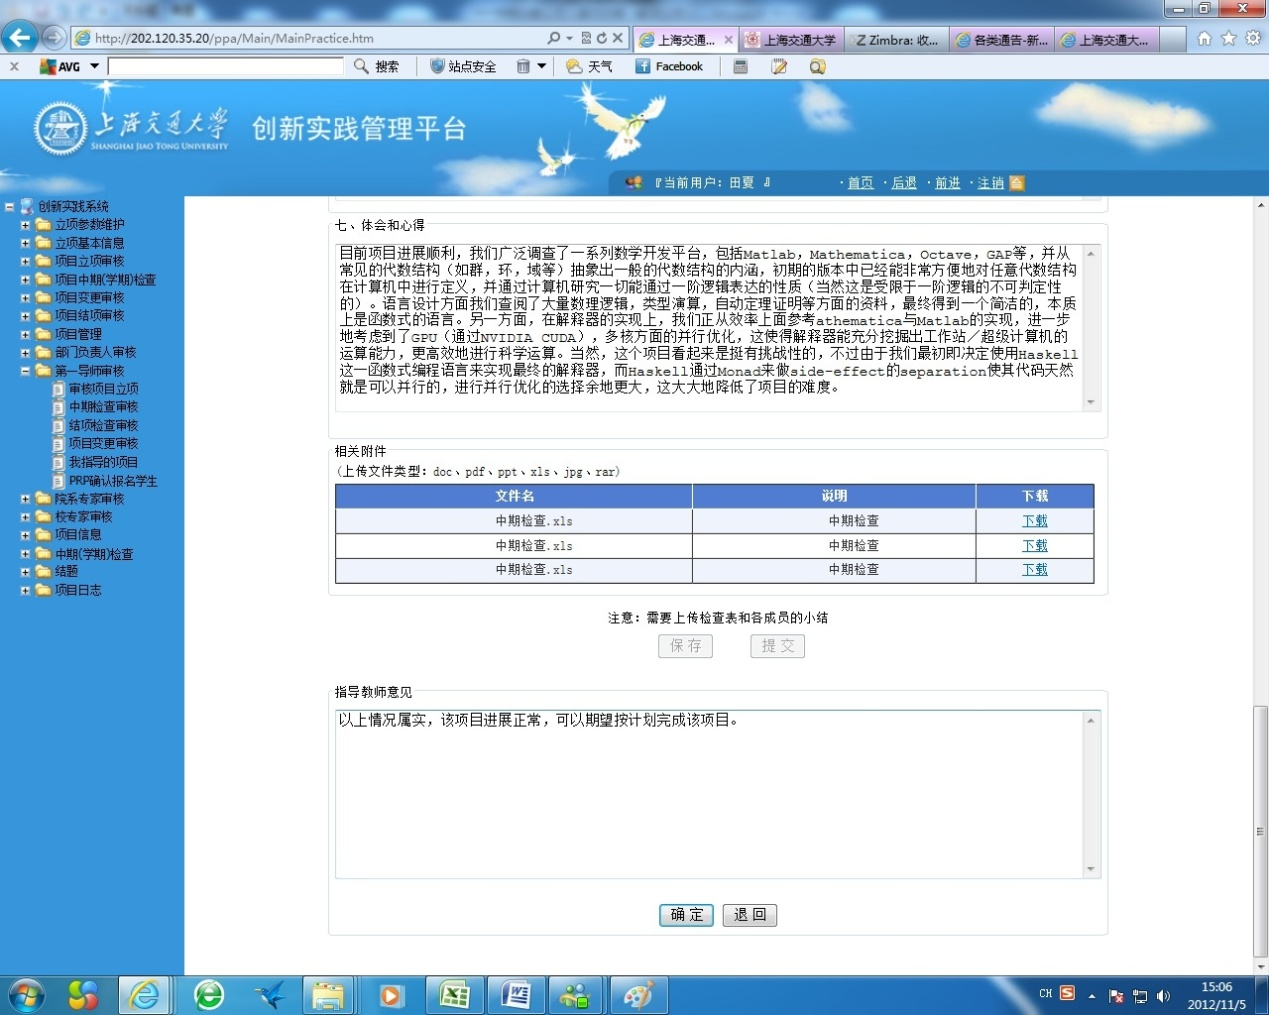 http://202.120.35.20/ppa/Main/MainPractice.htm
上海交通...
上海交通大学
Zimbra: 收...
各类通告-新...
上海交通大...
AVG
搜索
站点安全
天气
Facebook
上海交通大学
SHANGHAI JIAO TONG UNIVERSITY
创新实践管理平台
『当前用户: 田夏 』
·首页 ·后退 ·前进 ·注销
创新实践系统
立项参数维护
立项基本信息
项目立项审核
项目中期(学期)检查
项目变更审核
项目结项审核
项目管理
部门负责人审核
第一导师审核
审核项目立项
中期检查审核
结项检查审核
项目变更审核
我指导的项目
PRP确认报名学生
院系专家审核
校专家审核
项目信息
中期(学期)检查
结题
项目日志
七、体会和心得
目前项目进展顺利，我们广泛调查了一系列数学开发平台，包括Matlab，Mathematica，Octave，GAP等，并从
常见的代数结构（如群，环，域等）抽象出一般的代数结构的内涵，初期的版本中已经能非常方便地对任意代数结构
在计算机中进行定义，并通过计算机研究一切能通过一阶逻辑表达的性质（当然这是受限于一阶逻辑的不可判定性
的）。语言设计方面我们查阅了大量数理逻辑，类型演算，自动定理证明等方面的资料，最终得到一个简洁的，本质
上是函数式的语言。另一方面，在解释器的实现上，我们正从效率上面参考athematica与Matlab的实现，进一步
地考虑到了GPU（通过NVIDIA CUDA），多核方面的并行优化，这使得解释器能充分挖掘出工作站／超级计算机的
运算能力，更高效地进行科学运算。当然，这个项目看起来是挺有挑战性的，不过由于我们最初即决定使用Haskell
这一函数式编程语言来实现最终的解释器，而Haskell通过Monad来做side-effect的separation使其代码天然
就是可以并行的，进行并行优化的选择余地更大，这大大地降低了项目的难度。
相关附件
(上传文件类型: doc、pdf、ppt、xls、jpg、rar)
文件名 说明 下载
中期检查.xls 中期检查 下载
中期检查.xls 中期检查 下载
中期检查.xls 中期检查 下载
注意: 需要上传检查表和各成员的小结
保 存 提 交
指导教师意见
以上情况属实，该项目进展正常，可以期望按计划完成该项目。
确 定 退 回
CH
15:06
2012/11/5